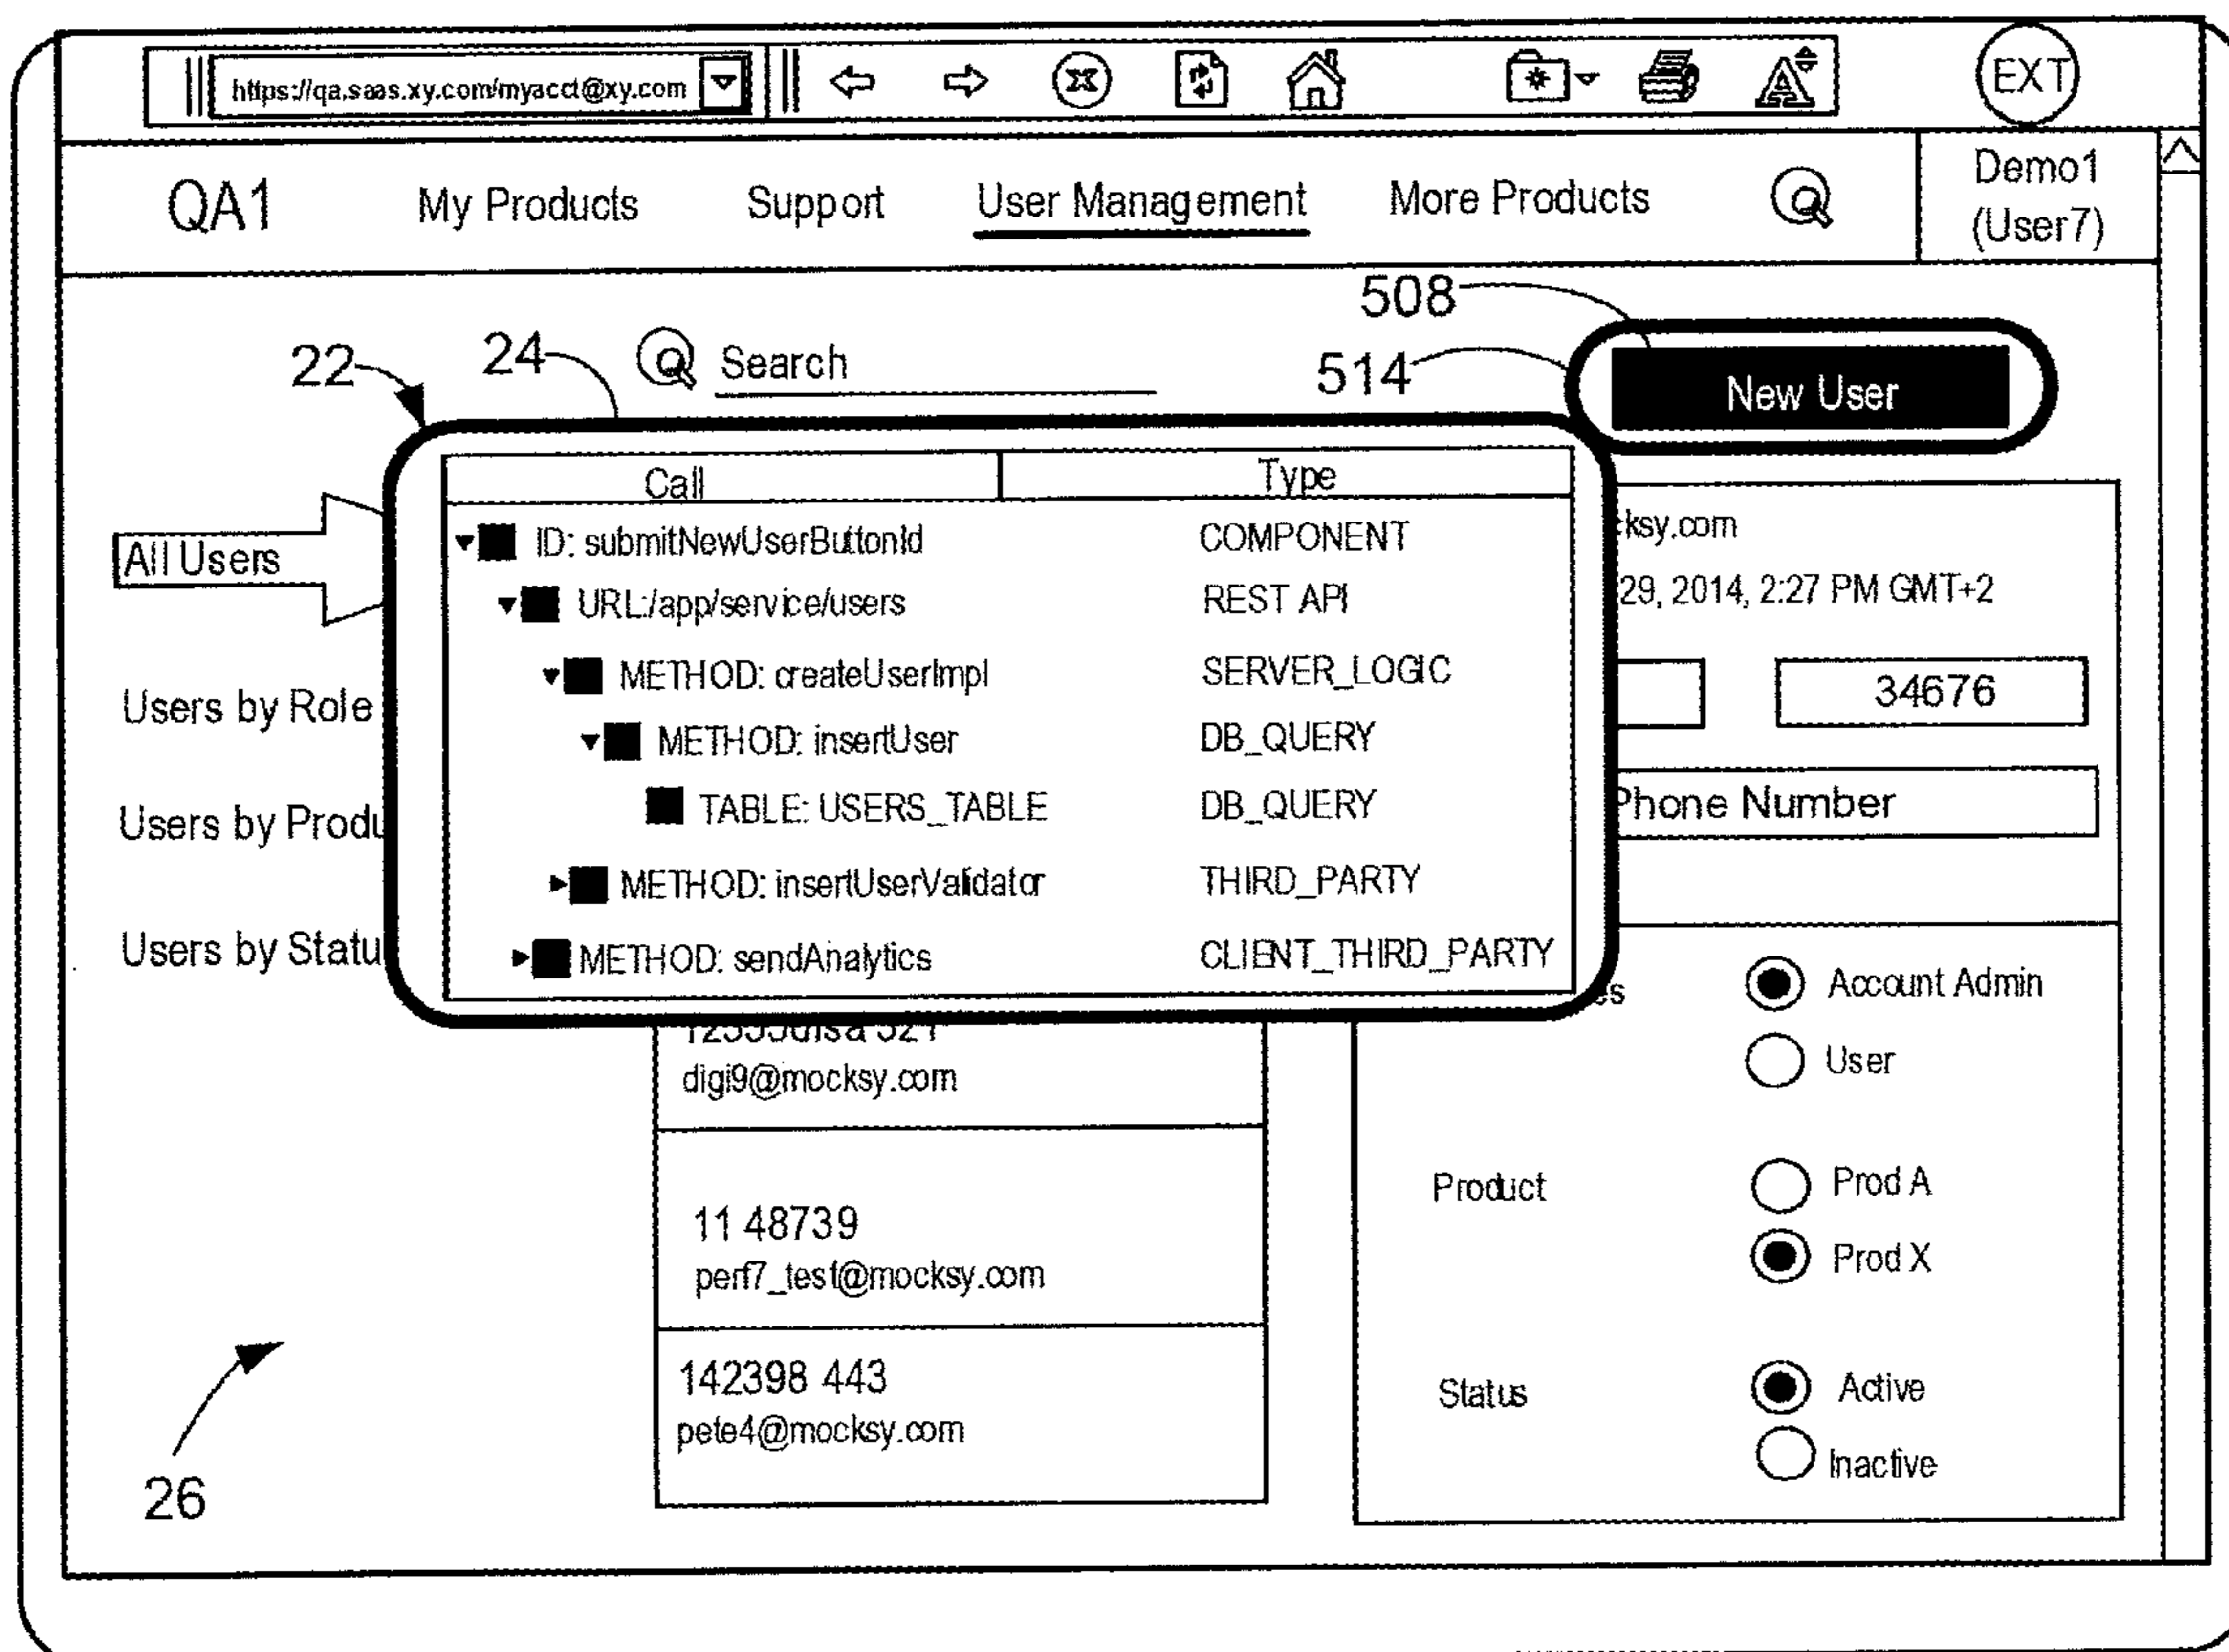 https://qa.saas.xy.com/myacct@xy.com
EXT
QA1 My Products Support User Management More Products
Demo1
(User7)
508
22 24 Search 514 New User
Call Type
ID: submitNewUserButtonId COMPONENT
URL:/app/service/users REST API
METHOD: createUserImpl SERVER_LOGIC
METHOD: insertUser DB_QUERY
TABLE: USERS_TABLE DB_QUERY
METHOD: insertUserValidator THIRD_PARTY
METHOD: sendAnalytics CLIENT_THIRD_PARTY
All Users
Users by Role
Users by Produ
Users by Statu
ksy.com
29, 2014, 2:27 PM GMT+2
34676
Phone Number
es
Account Admin
User
digi9@mocksy.com
11 48739
perf7_test@mocksy.com
142398 443
pete4@mocksy.com
Product
Prod A
Prod X
Status
Active
Inactive
26